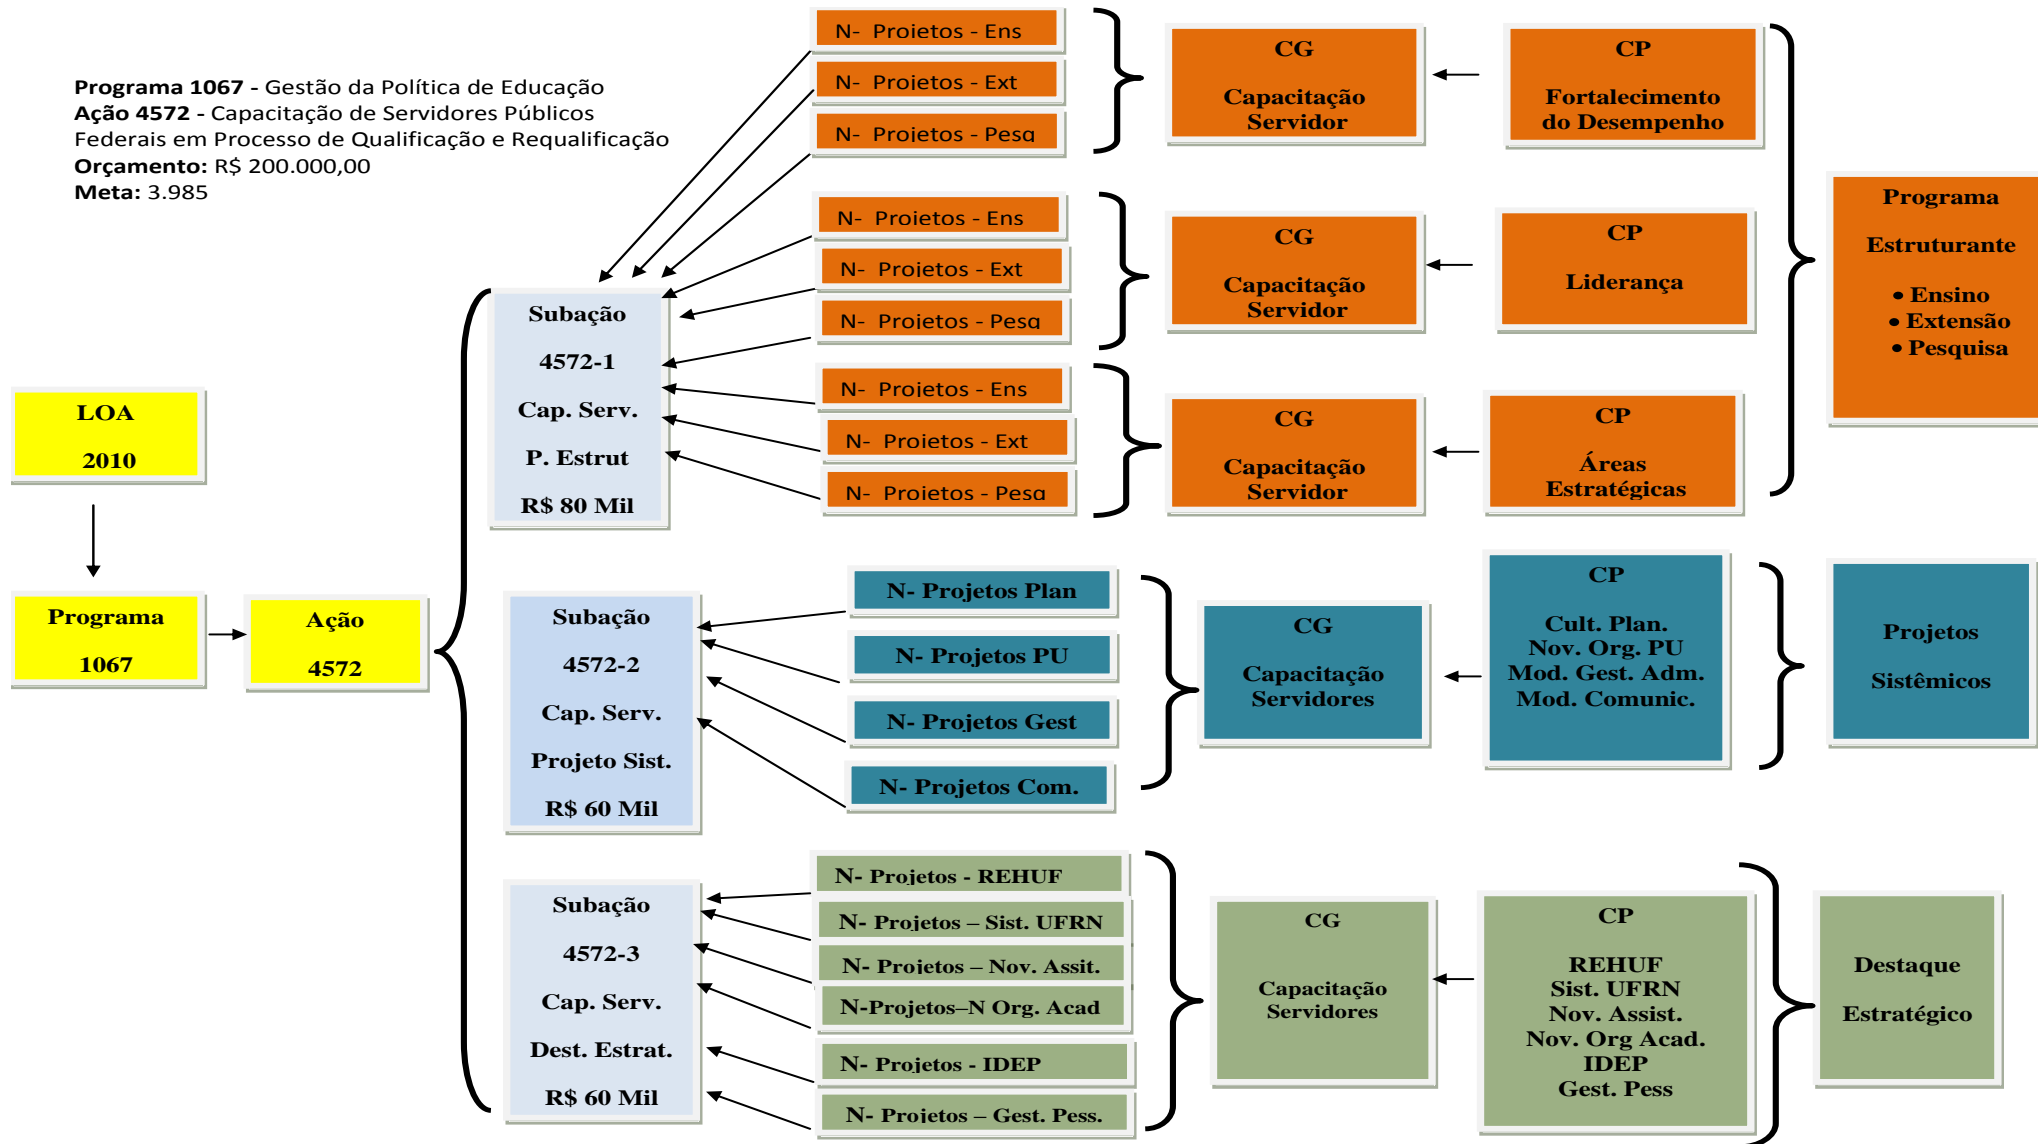 Programa 1067 - Gestão da Política de Educação
Ação 4572 - Capacitação de Servidores Públicos
Federais em Processo de Qualificação e Requalificação
Orçamento: R$ 200.000,00
Meta: 3.985
LOA
2010
Programa
1067
Ação
4572
Subação
4572-1
Cap. Serv.
P. Estrut
R$ 80 Mil
N- Projetos - Ens
N- Projetos - Ext
N- Projetos - Pesq
N- Projetos - Ens
N- Projetos - Ext
N- Projetos - Pesq
N- Projetos - Ens
N- Projetos - Ext
N- Projetos - Pesq
CG
Capacitação
Servidor
CG
Capacitação
Servidor
CG
Capacitação
Servidor
CP
Fortalecimento
do Desempenho
CP
Liderança
CP
Áreas
Estratégicas
Programa
Estruturante
• Ensino
• Extensão
• Pesquisa
Subação
4572-2
Cap. Serv.
Projeto Sist.
R$ 60 Mil
N- Projetos Plan
N- Projetos PU
N- Projetos Gest
N- Projetos Com.
CG
Capacitação
Servidores
CP
Cult. Plan.
Nov. Org. PU
Mod. Gest. Adm.
Mod. Comunic.
Projetos
Sistêmicos
Subação
4572-3
Cap. Serv.
Dest. Estrat.
R$ 60 Mil
N- Projetos - REHUF
N- Projetos – Sist. UFRN
N- Projetos – Nov. Assit.
N-Projetos–N Org. Acad
N- Projetos - IDEP
N- Projetos – Gest. Pess.
CG
Capacitação
Servidores
CP
REHUF
Sist. UFRN
Nov. Assist.
Nov. Org Acad.
IDEP
Gest. Pess
Destaque
Estratégico